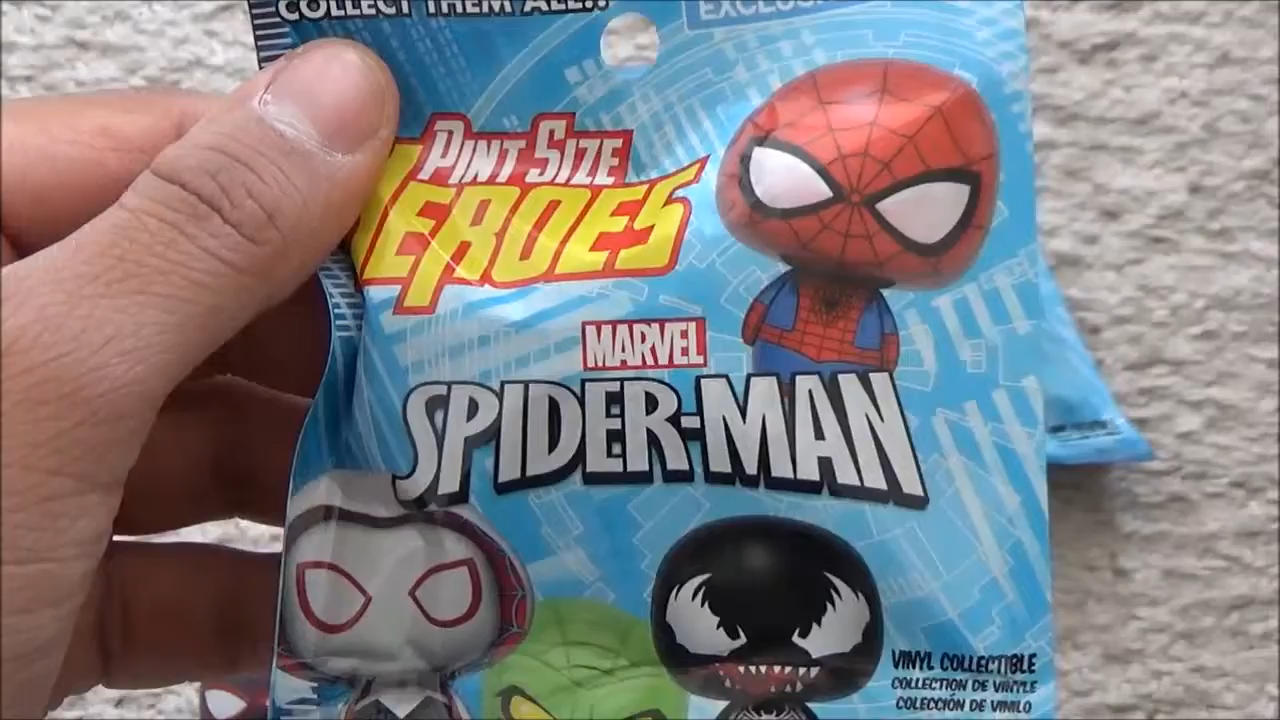 COLLECT THEM ALL!
PINT SIZE
HEROES
MARVEL
SPIDER-MAN
VINYL COLLECTIBLE
COLLECTION DE VINYLE
COLECCIÓN DE VINILO